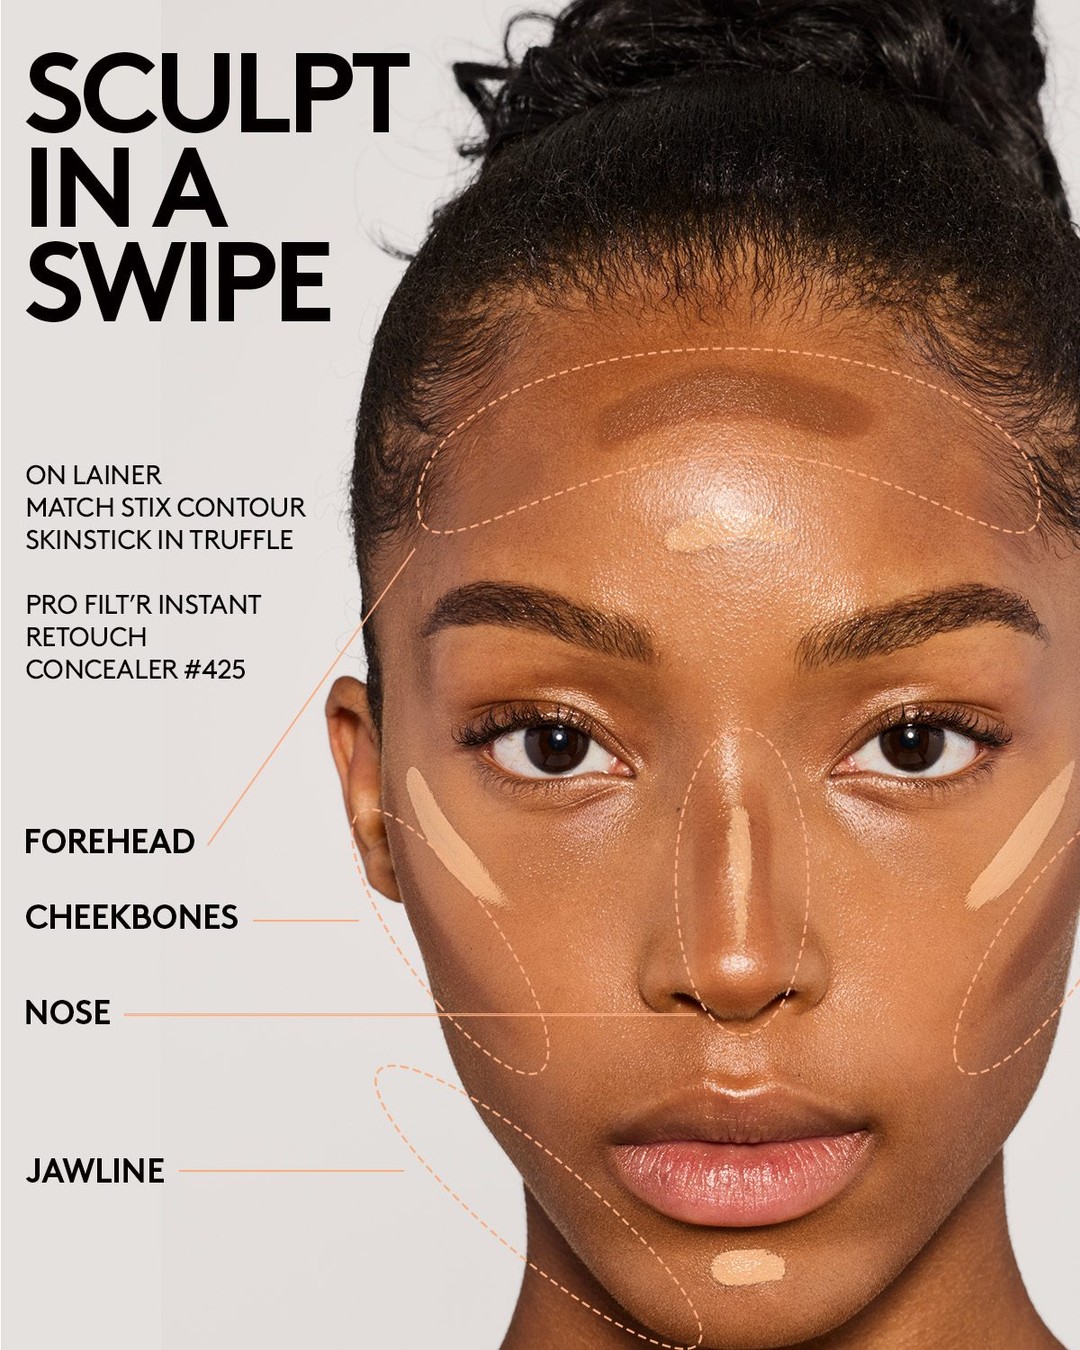 SCULPT
IN A
SWIPE
ON LAINER
MATCH STIX CONTOUR
SKINSTICK IN TRUFFLE
PRO FILT’R INSTANT
RETOUCH
CONCEALER #425
FOREHEAD
CHEEKBONES
NOSE
JAWLINE